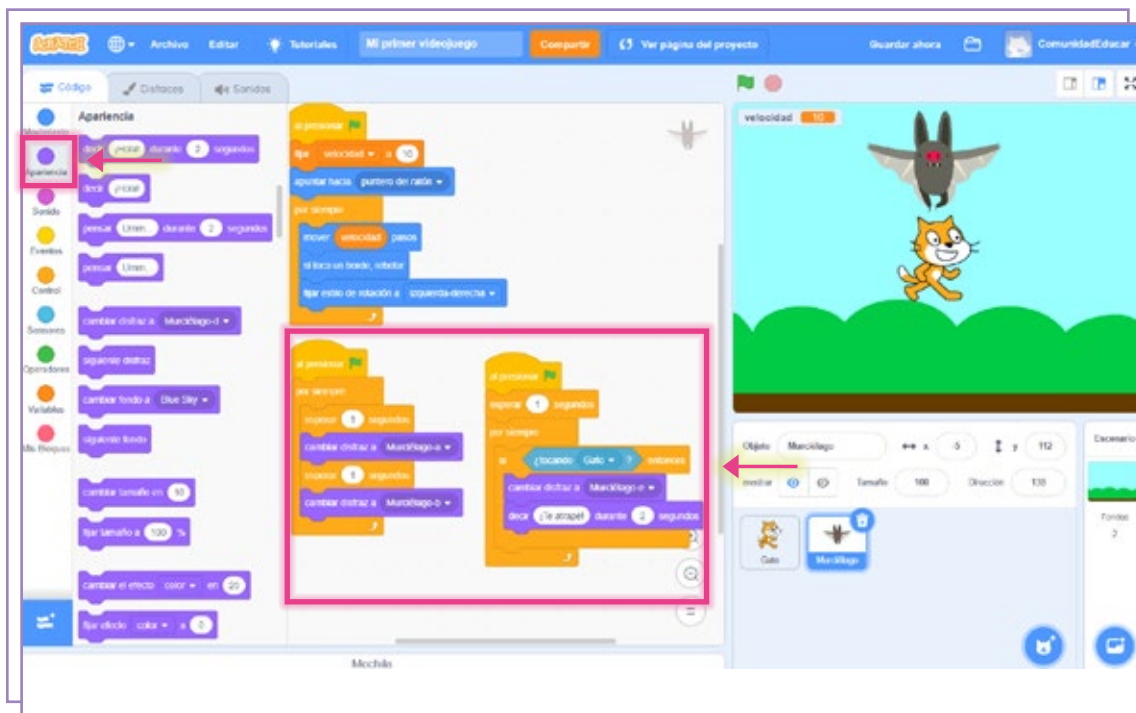 SCRATCH
Archivo
Editar
Tutoriales
Mi primer videojuego
Compartir
Ver página del proyecto
Guardar ahora
ComunidadEducar
Código
Disfraces
Sonidos
Movimiento
Apariencia
Sonido
Eventos
Control
Sensores
Operadores
Variables
Mis Bloques
Apariencia
decir ¡Hola! durante 2 segundos
decir ¡Hola!
pensar Umm... durante 2 segundos
pensar Umm...
cambiar disfraz a Murciélago-d
siguiente disfraz
cambiar fondo a Blue Sky
siguiente fondo
cambiar tamaño en 10
fijar tamaño a 100 %
cambiar el efecto color en 25
fijar efecto color a 0
al presionar
fijar velocidad a 10
apuntar hacia puntero del ratón
por siempre
mover velocidad pasos
si toca un borde, rebotar
fijar estilo de rotación a izquierda-derecha
al presionar
por siempre
esperar 1 segundos
cambiar disfraz a Murciélago-a
esperar 1 segundos
cambiar disfraz a Murciélago-b
al presionar
esperar 1 segundos
por siempre
si ¿tocando Gato ? entonces
cambiar disfraz a
decir ¡Te atrapé! durante 2 segundos
velocidad 10
Objeto Murciélago x -5 y 112
mostrar Tamaño 100 Dirección
Gato
Murciélago
Escenario
Fondos
2
Mochila